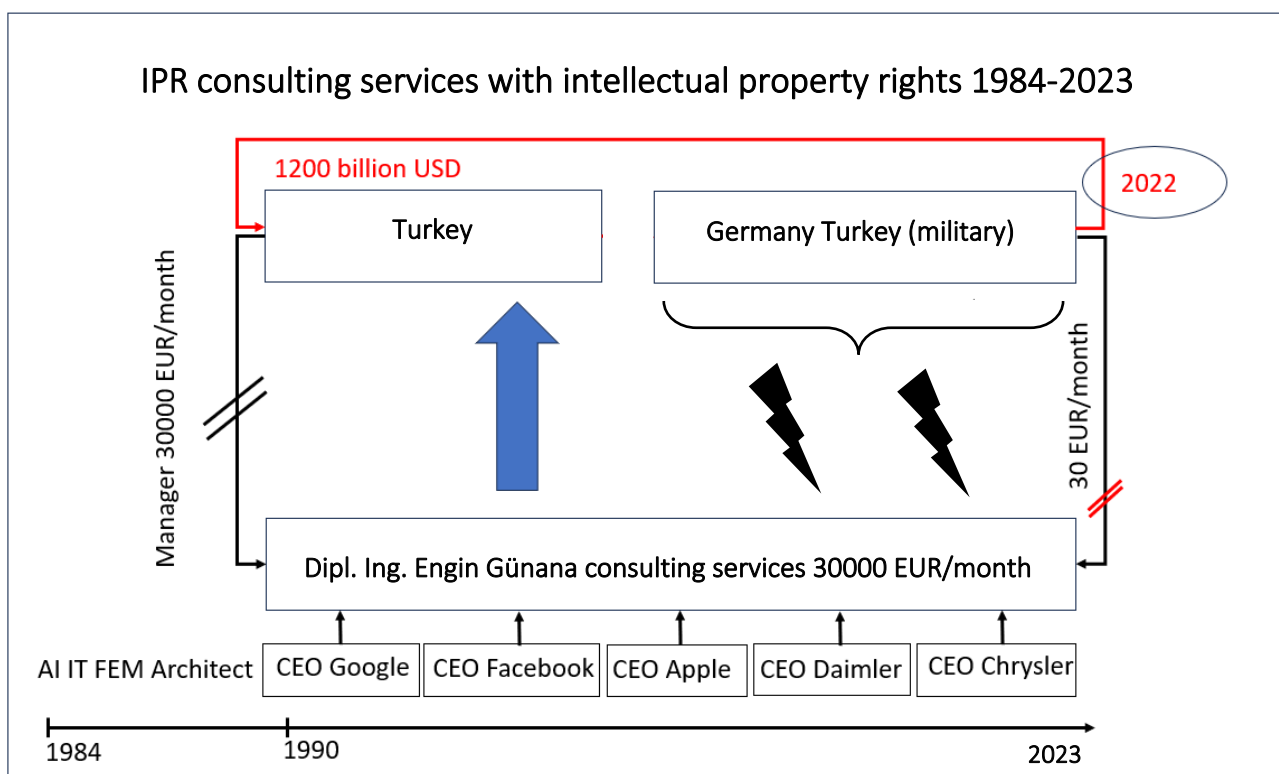 IPR consulting services with intellectual property rights 1984-2023
1200 billion USD
2022
Turkey
Germany Turkey (military)
Manager 30000 EUR/month
30 EUR/month
Dipl. Ing. Engin Günana consulting services 30000 EUR/month
AI IT FEM Architect
CEO Google
CEO Facebook
CEO Apple
CEO Daimler
CEO Chrysler
1984
1990
2023